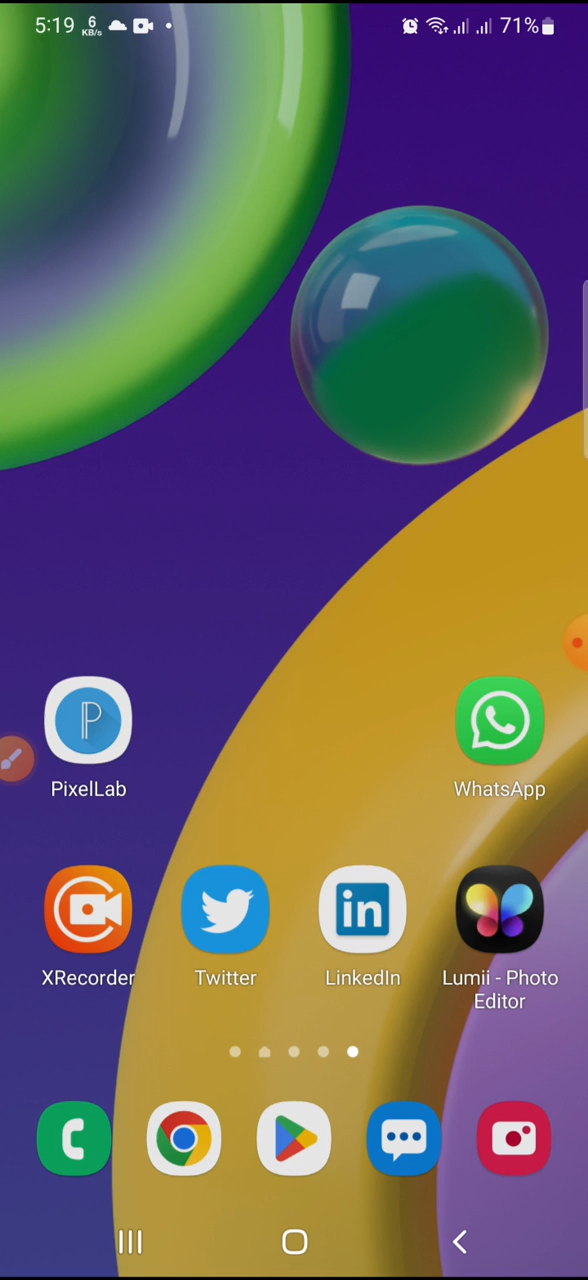 5:19 6 KB/s 71%
PixelLab WhatsApp
XRecorder Twitter LinkedIn Lumii - Photo
Editor